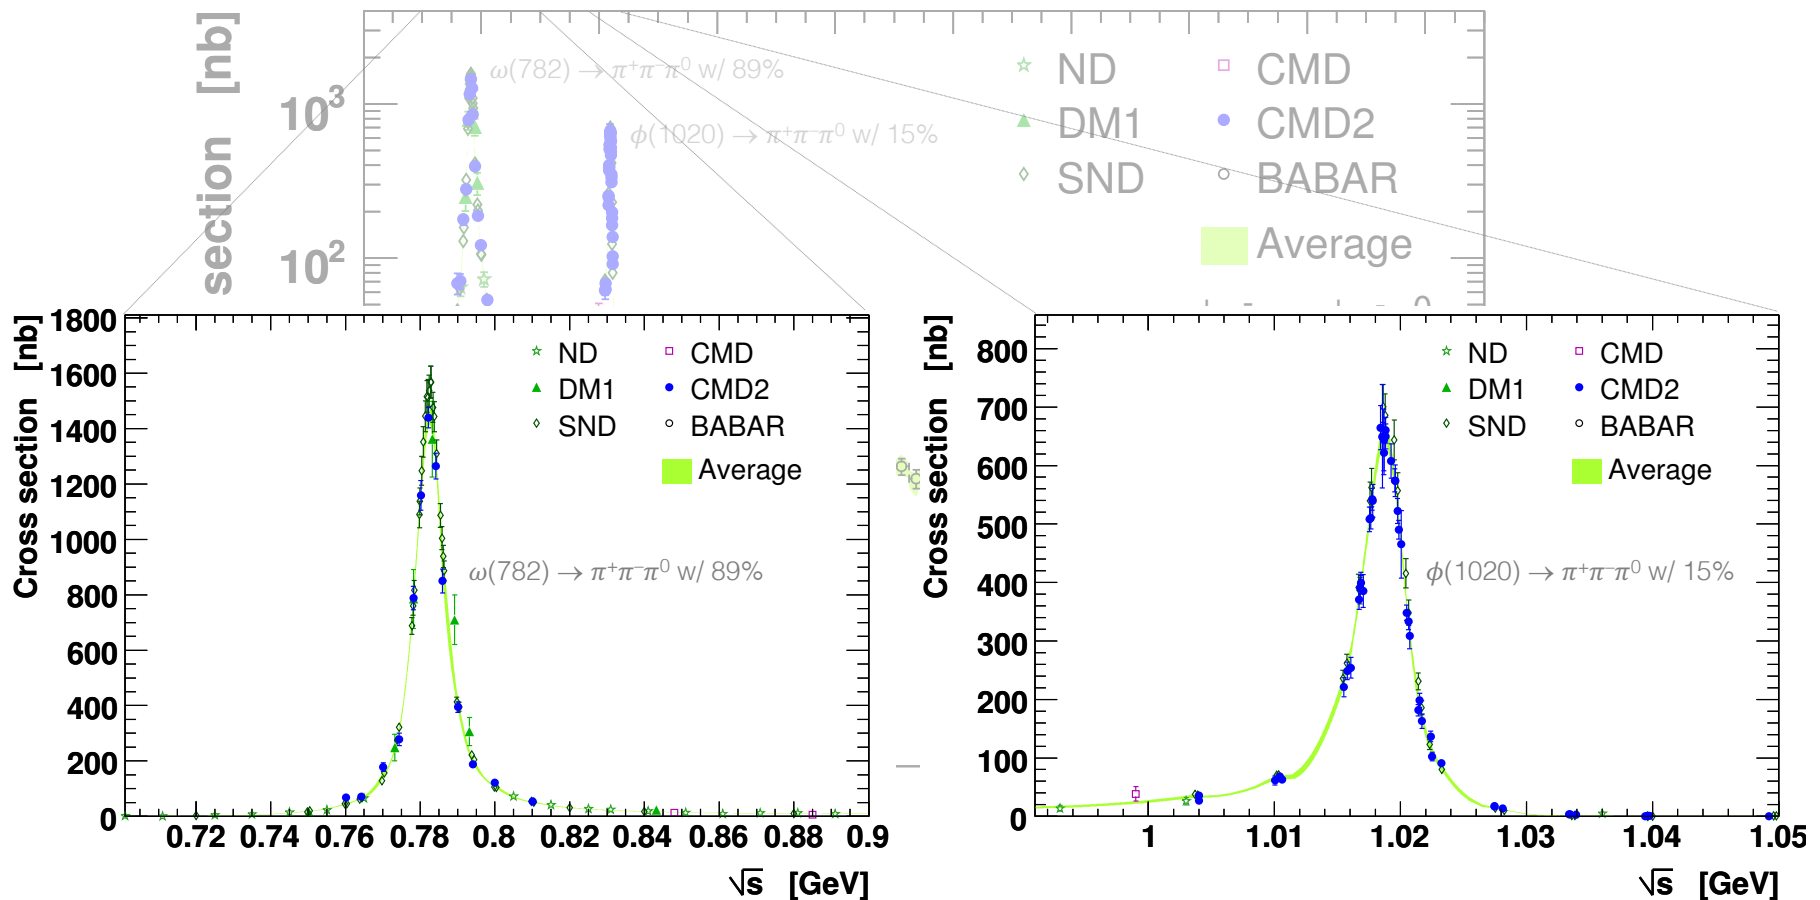 section [nb]
10³
10²
ω(782) → π⁺π⁻π⁰ w/ 89%
ϕ(1020) → π⁺π⁻π⁰ w/ 15%
ND CMD
DM1 CMD2
SND BABAR
Average
Cross section [nb]
1800
1600
1400
1200
1000
800
600
400
200
0
ND CMD
DM1 CMD2
SND BABAR
Average
ω(782) → π⁺π⁻π⁰ w/ 89%
0.72 0.74 0.76 0.78 0.8 0.82 0.84 0.86 0.88 0.9
√s [GeV]
Cross section [nb]
800
700
600
500
400
300
200
100
0
ND CMD
DM1 CMD2
SND BABAR
Average
ϕ(1020) → π⁺π⁻π⁰ w/ 15%
1 1.01 1.02 1.03 1.04 1.05
√s [GeV]